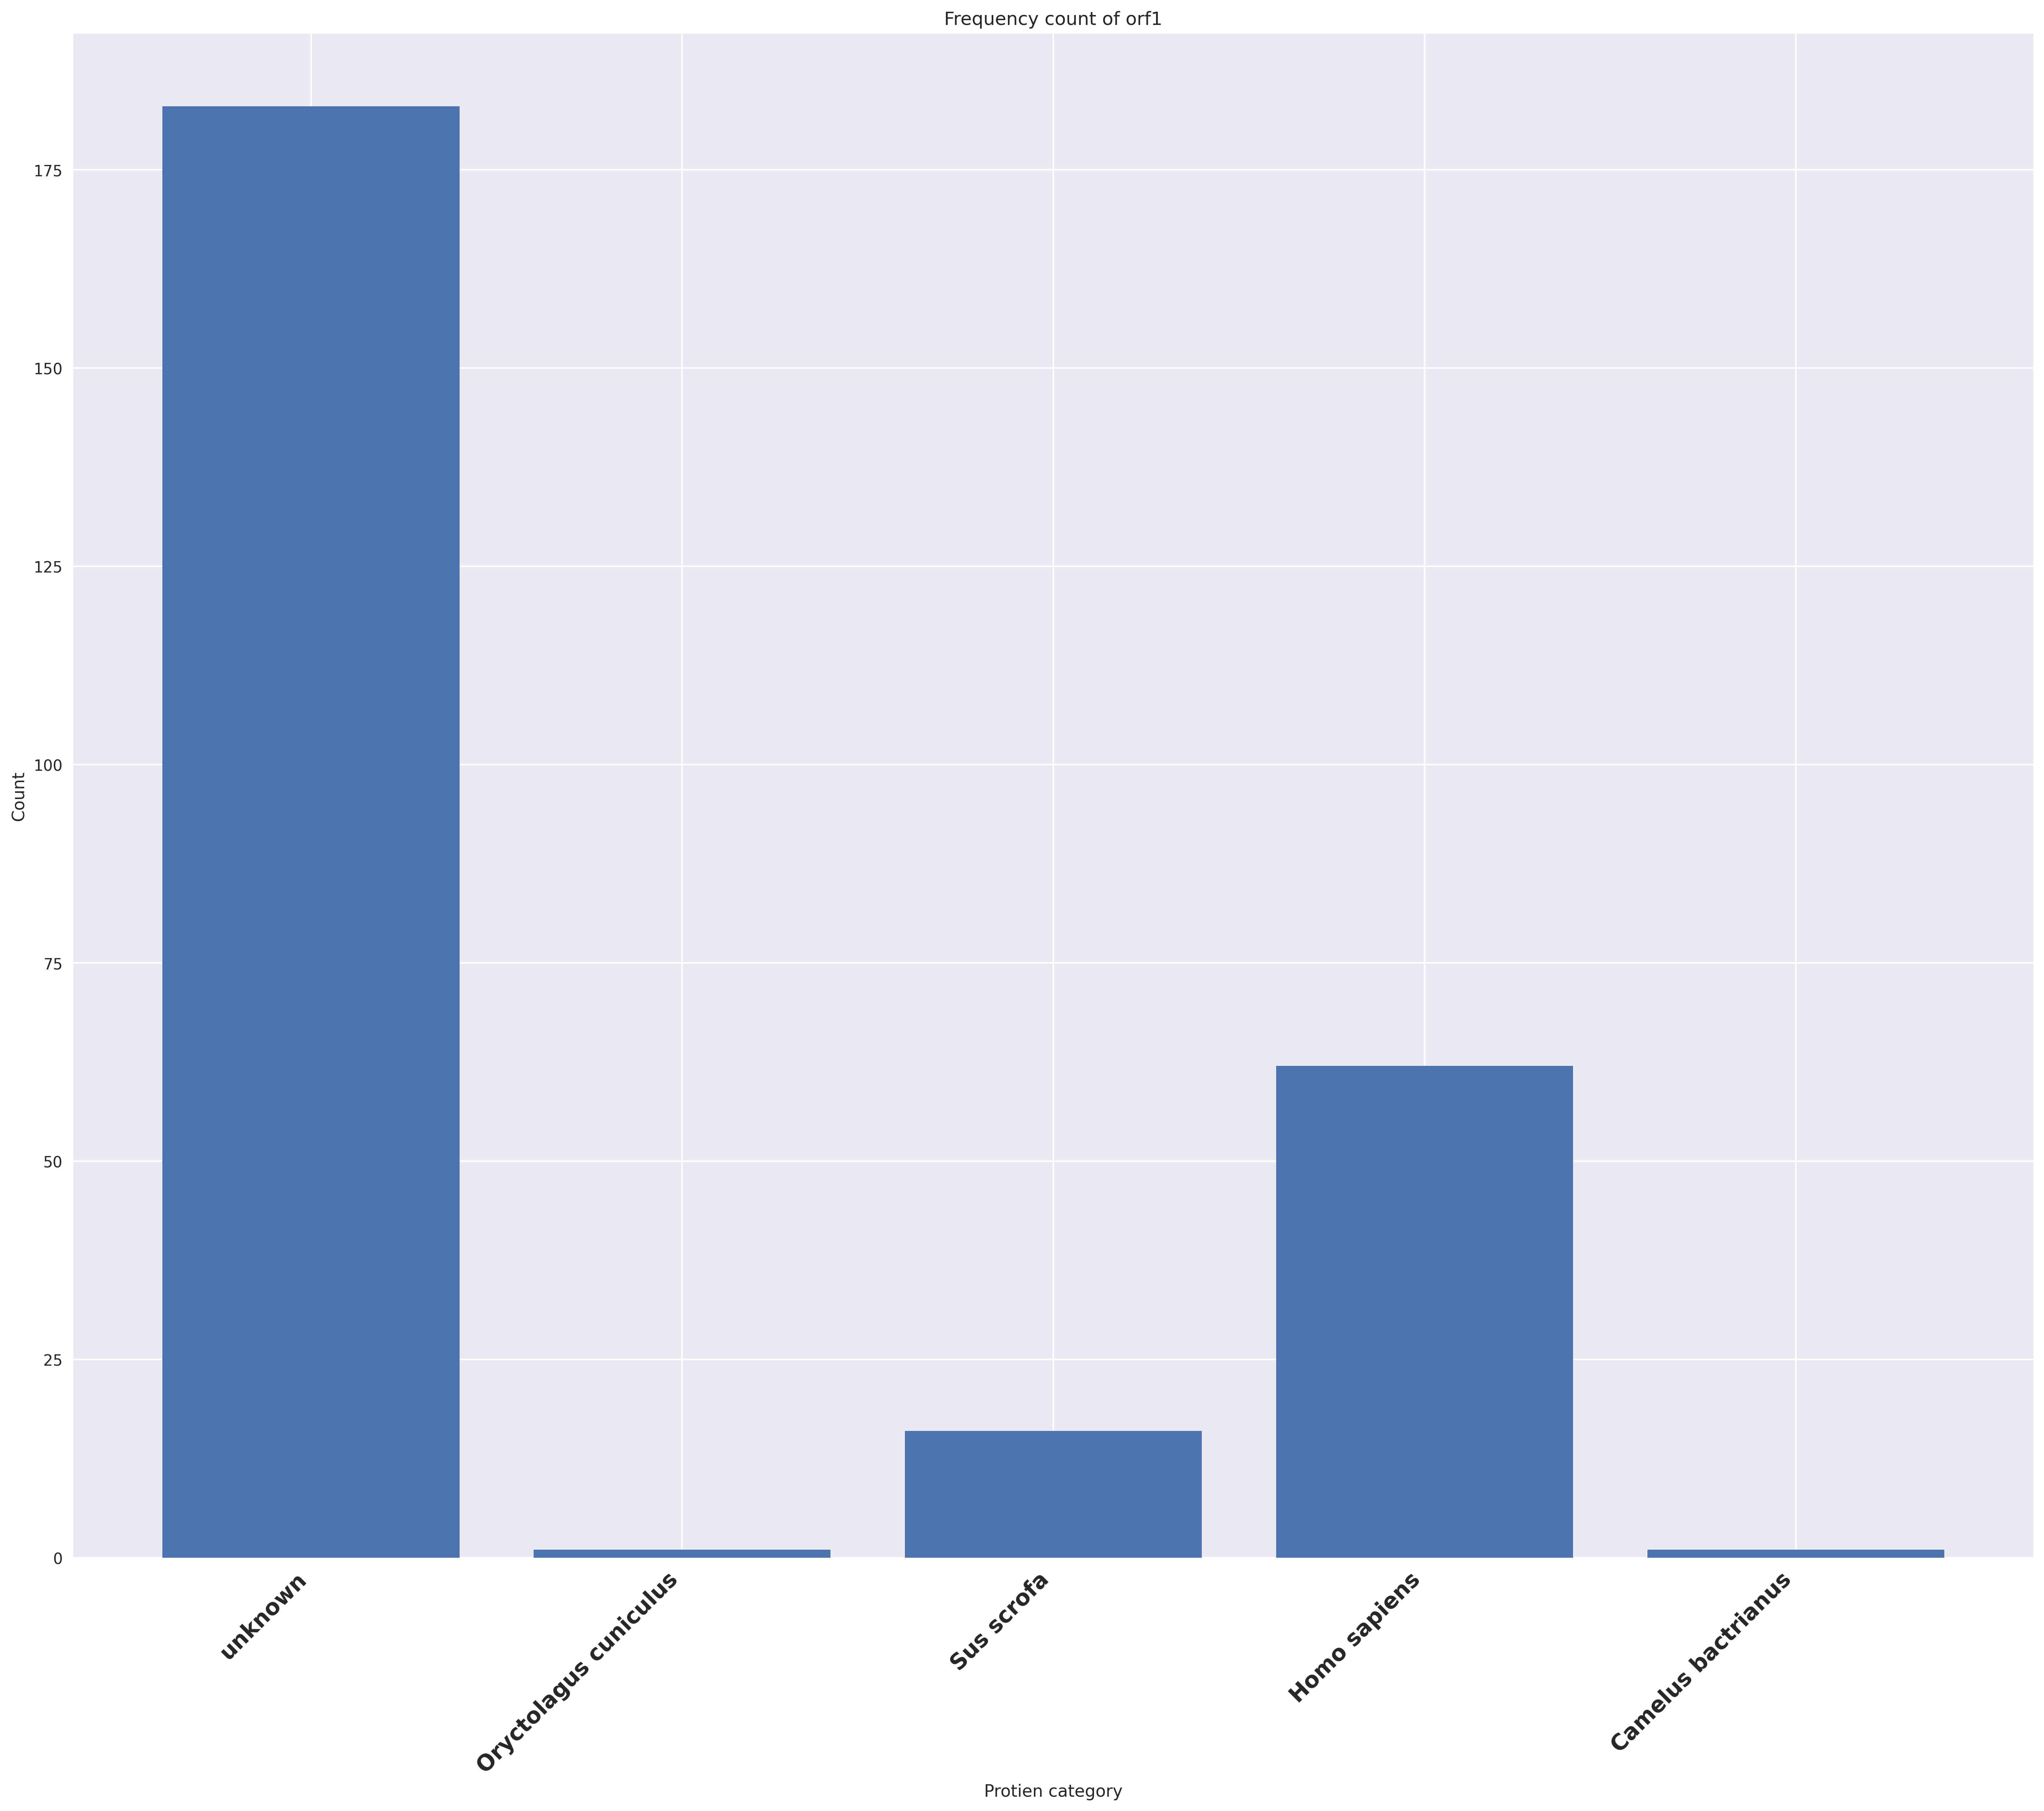 Frequency count of orf1
Count
175
150
125
100
75
50
25
0
unknown
Oryctolagus cuniculus
Sus scrofa
Homo sapiens
Camelus bactrianus
Protien category